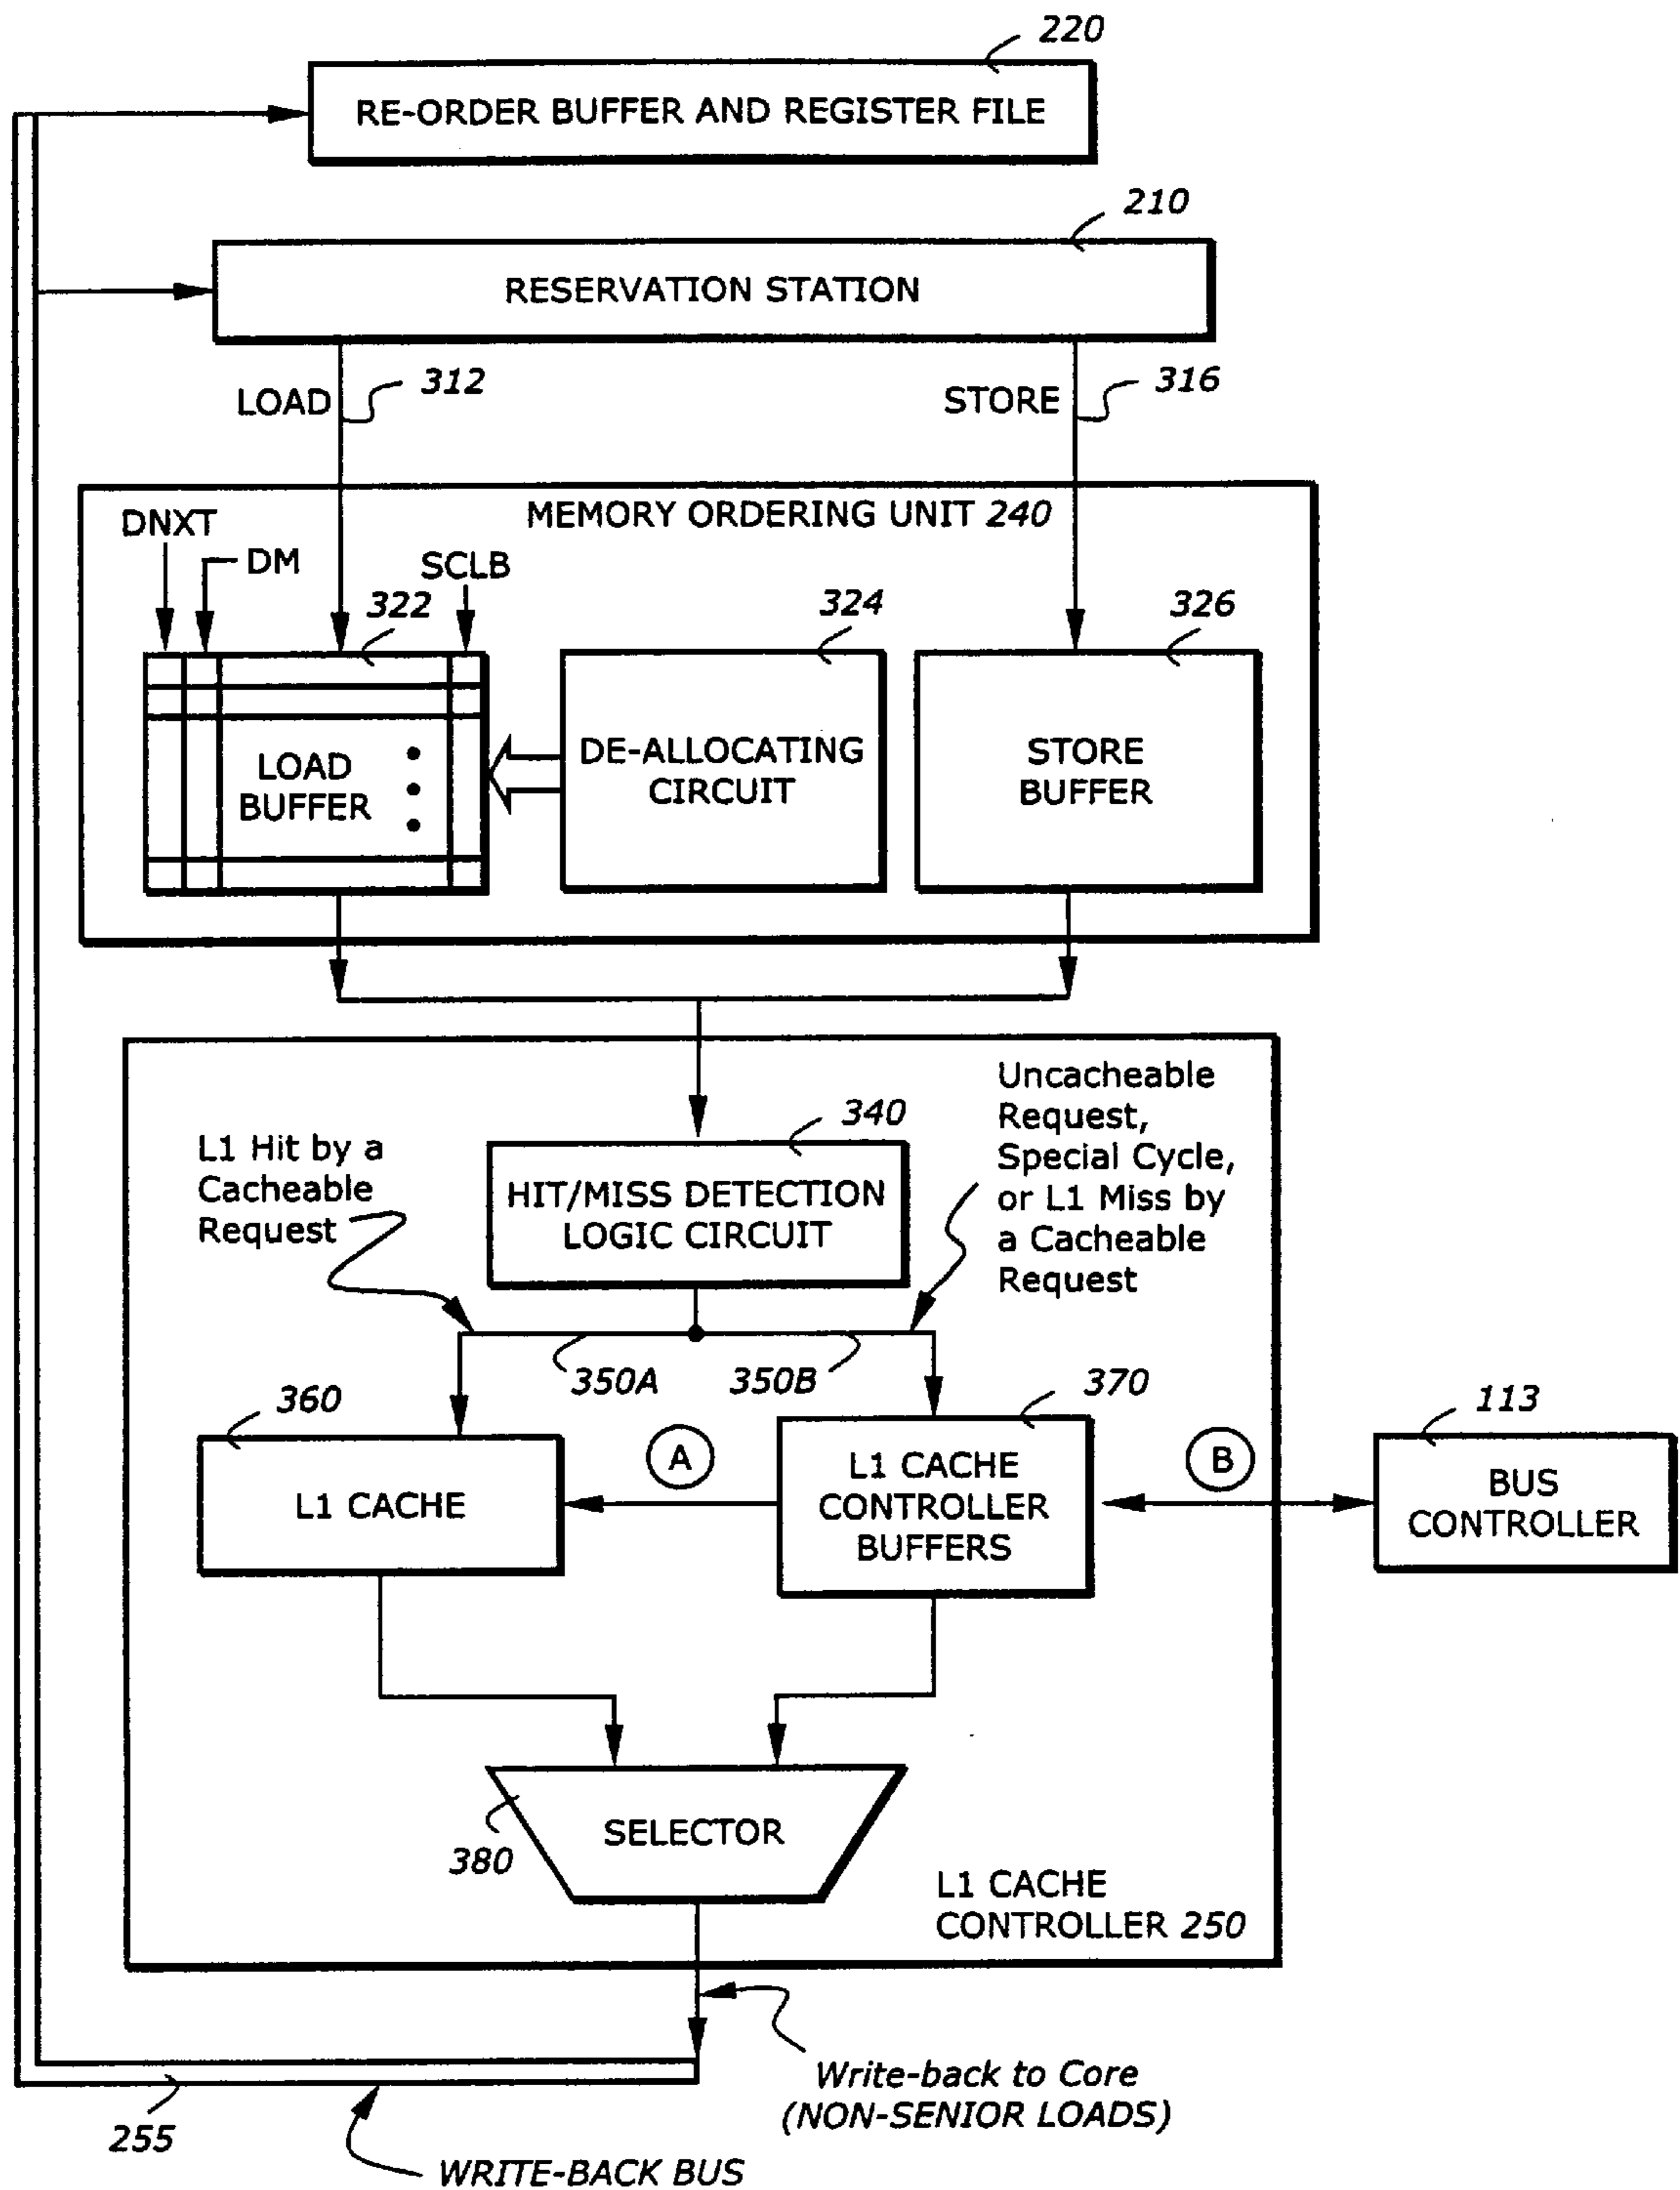 220
RE-ORDER BUFFER AND REGISTER FILE
210
RESERVATION STATION
LOAD
312
STORE
316
MEMORY ORDERING UNIT 240
DNXT
DM
SCLB
322
324
326
LOAD
BUFFER
DE-ALLOCATING
CIRCUIT
STORE
BUFFER
340
HIT/MISS DETECTION
LOGIC CIRCUIT
L1 Hit by a
Cacheable
Request
Uncacheable
Request,
Special Cycle,
or L1 Miss by
a Cacheable
Request
350A
350B
360
L1 CACHE
A
370
L1 CACHE
CONTROLLER
BUFFERS
B
113
BUS
CONTROLLER
SELECTOR
380
L1 CACHE
CONTROLLER 250
Write-back to Core
(NON-SENIOR LOADS)
255
WRITE-BACK BUS